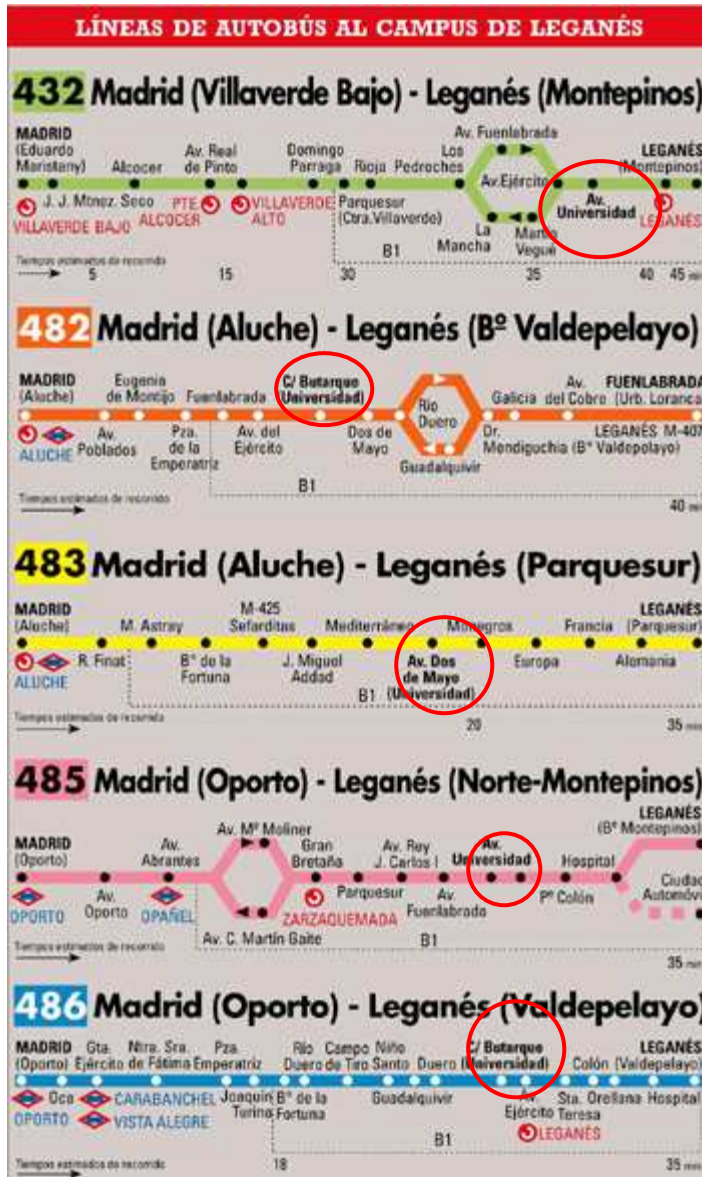 LÍNEAS DE AUTOBÚS AL CAMPUS DE LEGANÉS
432 Madrid (Villaverde Bajo) - Leganés (Montepinos)
MADRID
(Eduardo
Maristany)
J. J. Mtnez. Seco
VILLAVERDE BAJO
Alcocer
PTE
ALCOCER
Av. Real
de Pinto
VILLAVERDE
ALTO
Domingo
Parraga
Parquesur
(Ctra.Villaverde)
Rioja
Pedroches
Los
La
Mancha
Av. Fuenlabrada
Av.Ejército
Martín
Vegué
Av.
Universidad
LEGANÉS
(Montepinos)
LEGANÉS
B1
Tiempos estimados de recorrido
5 15 30 35 40 45 min
482 Madrid (Aluche) - Leganés (Bº Valdepelayo)
MADRID
(Aluche)
ALUCHE
Av.
Poblados
Eugenia
de Montijo
Pza.
de la
Emperatriz
Fuenlabrada
Av. del
Ejército
C/ Butarque
(Universidad)
Dos de
Mayo
Río
Duero
Guadalquivir
Dr.
Mendiguchia
Galicia
Av.
del Cobre
FUENLABRADA
(Urb. Loranca
LEGANÉS M-407
(Bº Valdepelayo)
B1
Tiempos estimados de recorrido
40 min
483 Madrid (Aluche) - Leganés (Parquesur)
MADRID
(Aluche)
ALUCHE
R. Finat
M. Astray
Bº de la
Fortuna
M-425
Sefarditas
J. Miguel
Addad
Mediterráneo
Av. Dos
de Mayo
(Universidad)
Monegros
Europa
Francia
Alemania
LEGANÉS
(Parquesur)
B1
Tiempos estimados de recorrido
20 35 min
485 Madrid (Oporto) - Leganés (Norte-Montepinos)
MADRID
(Oporto)
OPORTO
Av.
Oporto
Av.
Abrantes
OPAÑEL
Av. Mª Moliner
Av. C. Martín Gaite
Gran
Bretaña
ZARZAQUEMADA
Parquesur
Av. Rey
J. Carlos I
Av.
Fuenlabrada
Av.
Universidad
Pº Colón
Hospital
LEGANÉS
(Bº Montepinos)
Ciudad
Automóvi
B1
Tiempos estimados de recorrido
35 min
486 Madrid (Oporto) - Leganés (Valdepelayo)
MADRID
(Oporto)
OPORTO
Oca
Gta.
Ejército
CARABANCHEL
VISTA ALEGRE
Ntra. Sra.
de Fátima
Pza.
Emperatriz
Joaquín
Turina
Bº de la
Fortuna
Río
Duero
Campo
de Tiro
Niño
Santo
Guadalquivir
Duero
C/ Butarque
(Universidad)
Av.
Ejército
LEGANÉS
Sta.
Teresa
Colón
Orellana
Hospital
LEGANÉS
(Valdepelayo)
B1
Tiempos estimados de recorrido
18 35 min